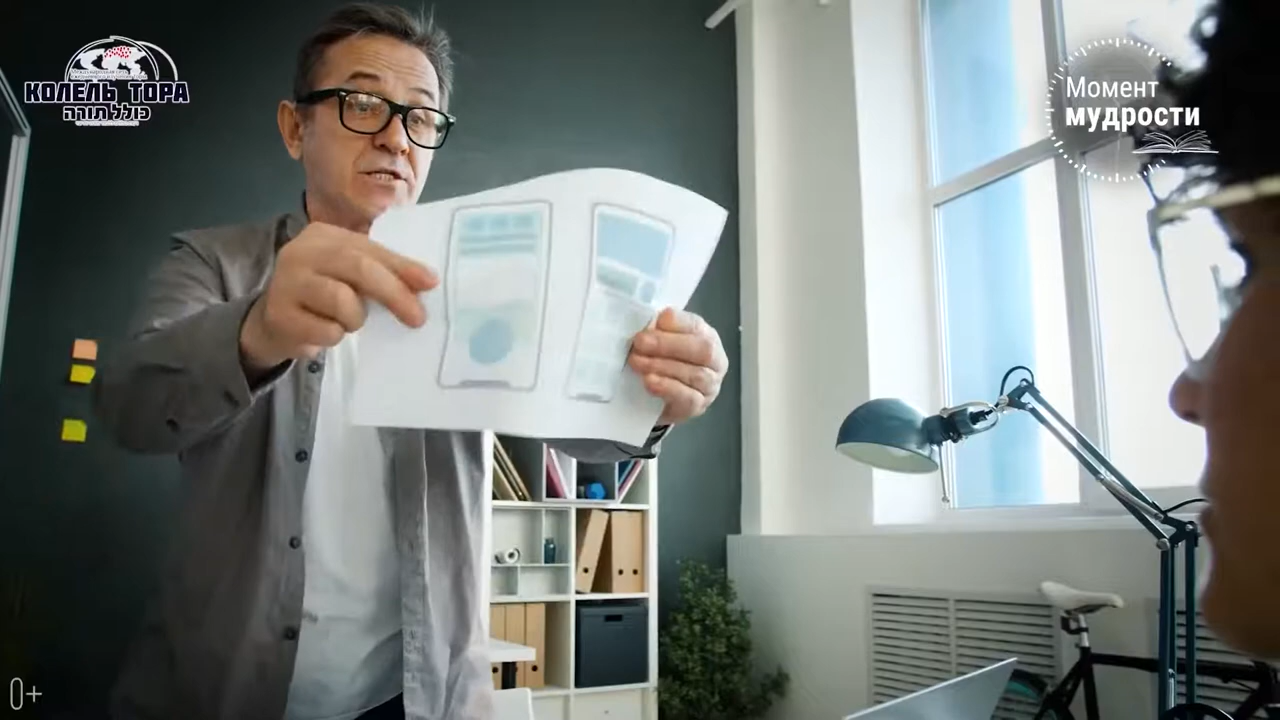 КОЛЕЛЬ ТОРА
כולל תורה
Момент
мудрости
0+